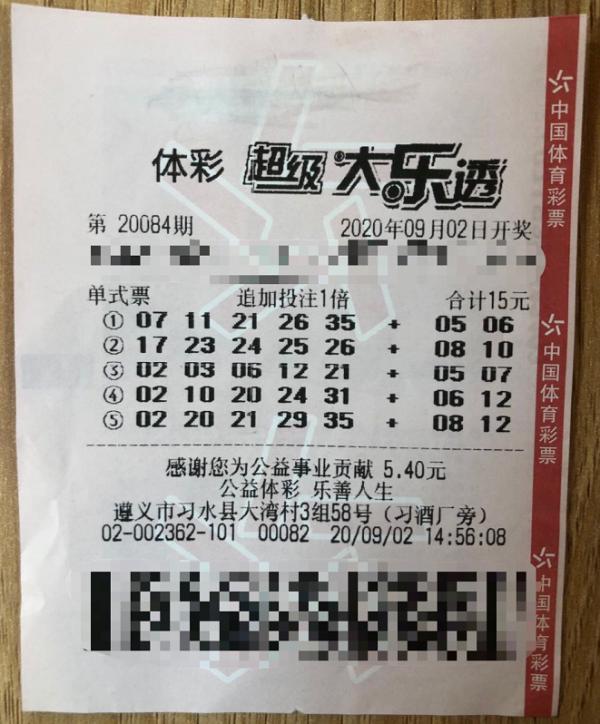 体彩 超级大乐透
第 20084期 2020年09月02日开奖
单式票 追加投注1倍 合计15元
① 07 11 21 26 35 + 05 06
② 17 23 24 25 26 + 08 10
③ 02 03 06 12 21 + 05 07
④ 02 10 20 24 31 + 06 12
⑤ 02 20 21 29 35 + 08 12
感谢您为公益事业贡献 5.40元
公益体彩 乐善人生
遵义市习水县大湾村3组58号（习酒厂旁）
02-002362-101 00082 20/09/02 14:56:08
中国体育彩票
中国体育彩票
中国体育彩票